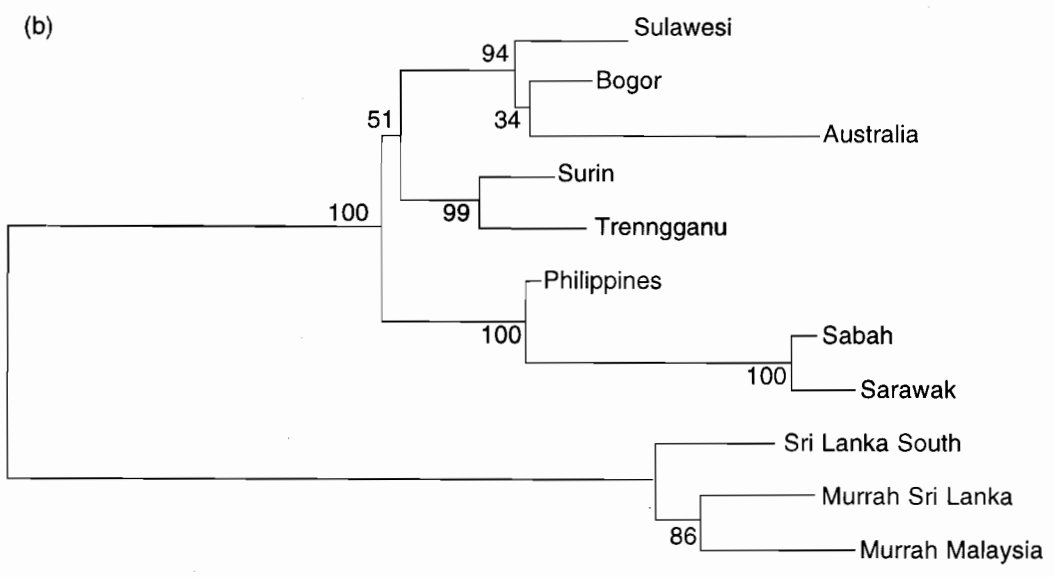 (b)
Sulawesi
94
Bogor
51
34
Australia
Surin
100
99
Trenngganu
Philippines
100
Sabah
100
Sarawak
Sri Lanka South
Murrah Sri Lanka
86
Murrah Malaysia